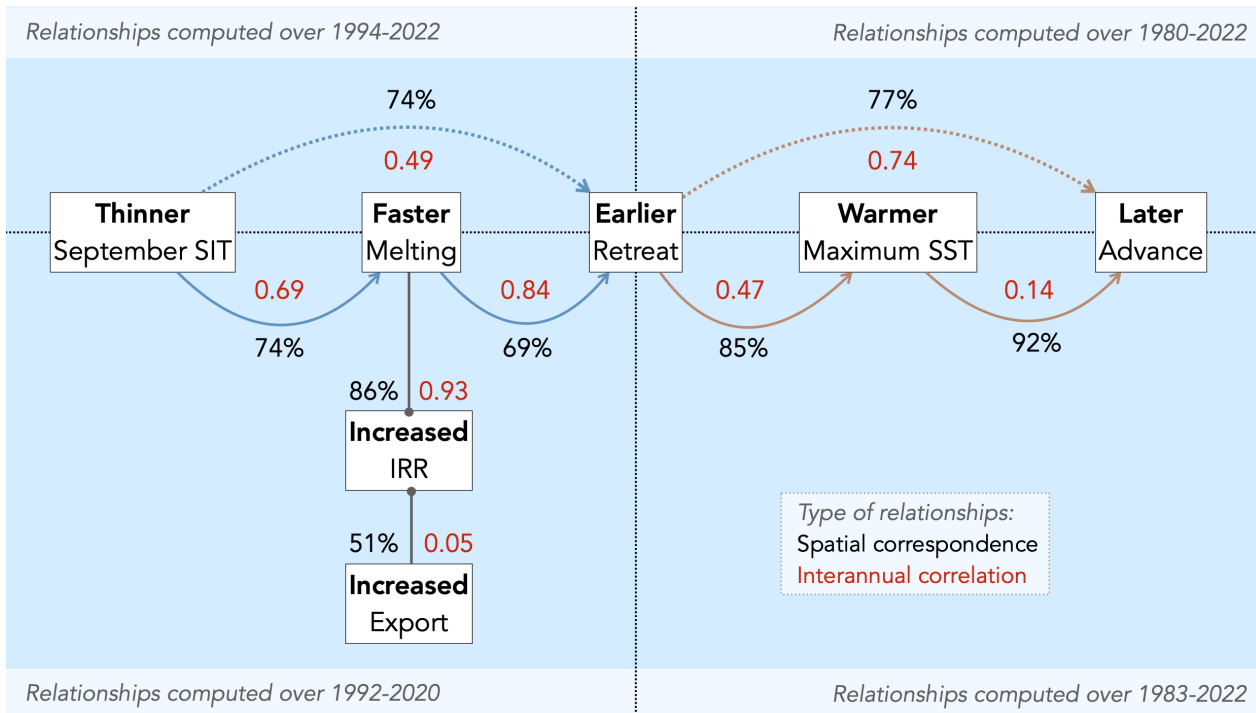 Relationships computed over 1994-2022
Relationships computed over 1980-2022
74%
77%
0.49
0.74
Thinner
September SIT
Faster
Melting
Earlier
Retreat
Warmer
Maximum SST
Later
Advance
0.69
0.84
0.47
0.14
74%
69%
85%
92%
86% 0.93
Increased
IRR
51% 0.05
Increased
Export
Type of relationships:
Spatial correspondence
Interannual correlation
Relationships computed over 1992-2020
Relationships computed over 1983-2022